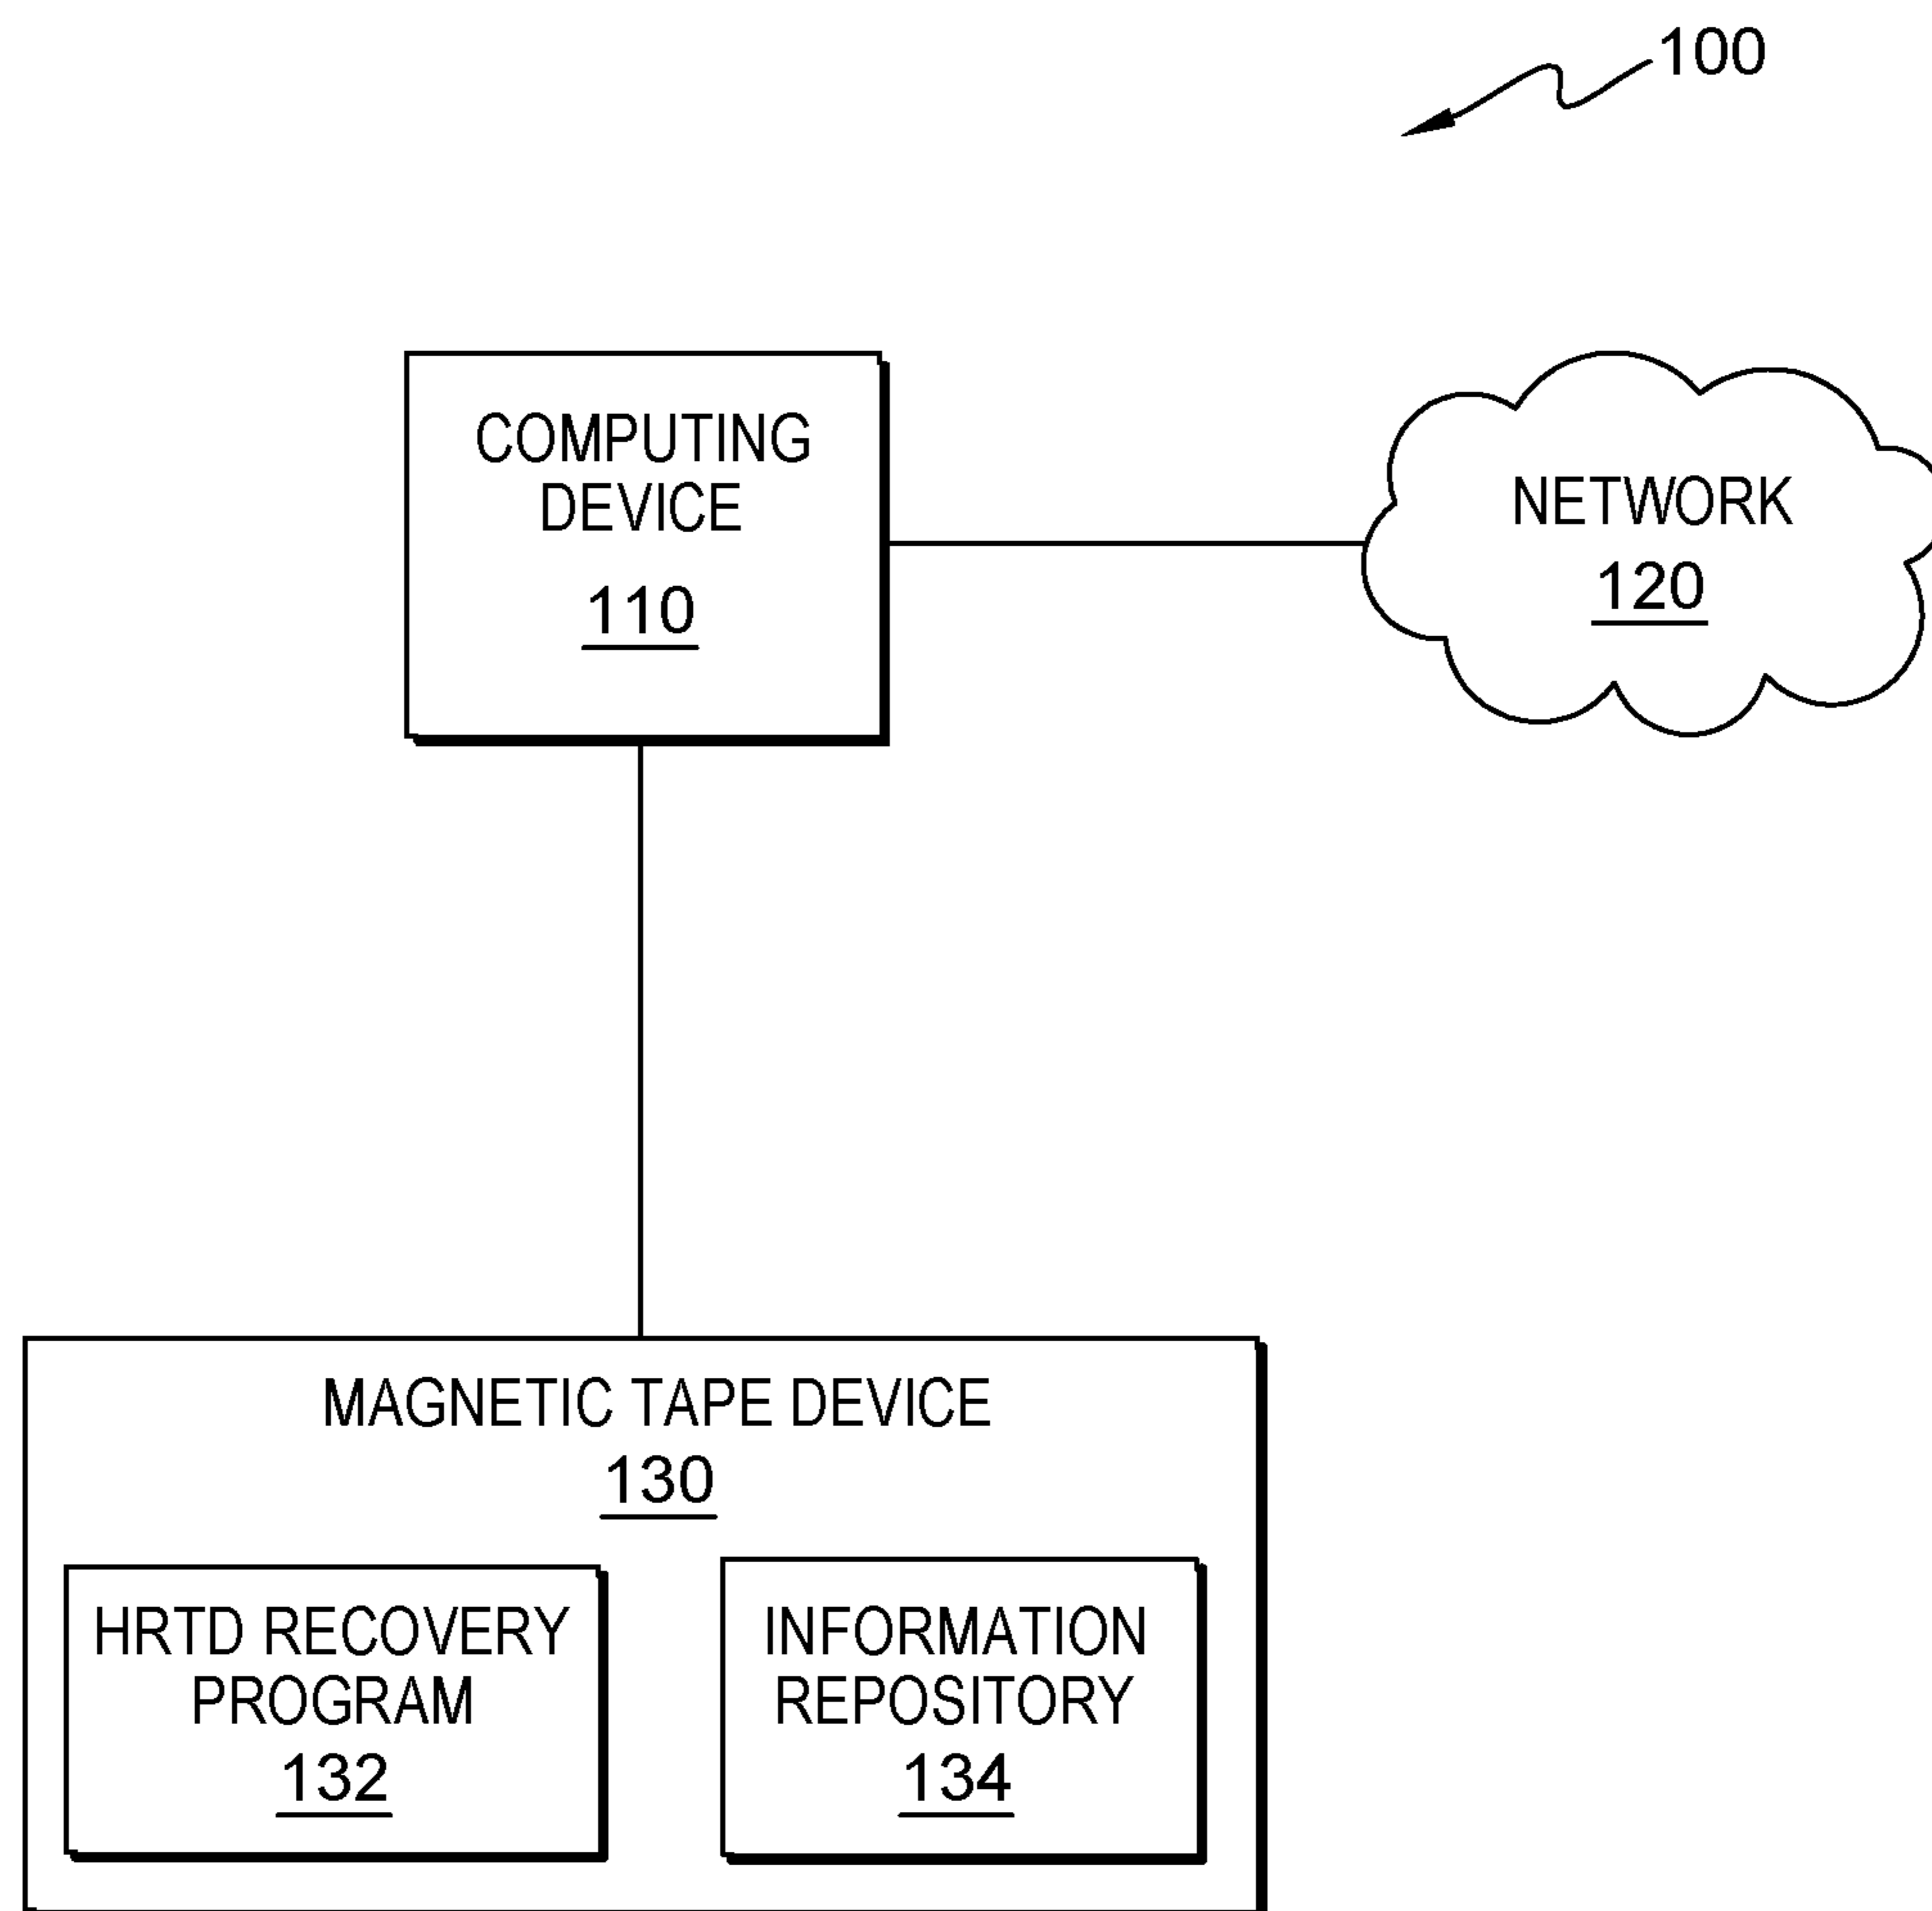 100
COMPUTING
DEVICE
110
NETWORK
120
MAGNETIC TAPE DEVICE
130
HRTD RECOVERY
PROGRAM
132
INFORMATION
REPOSITORY
134